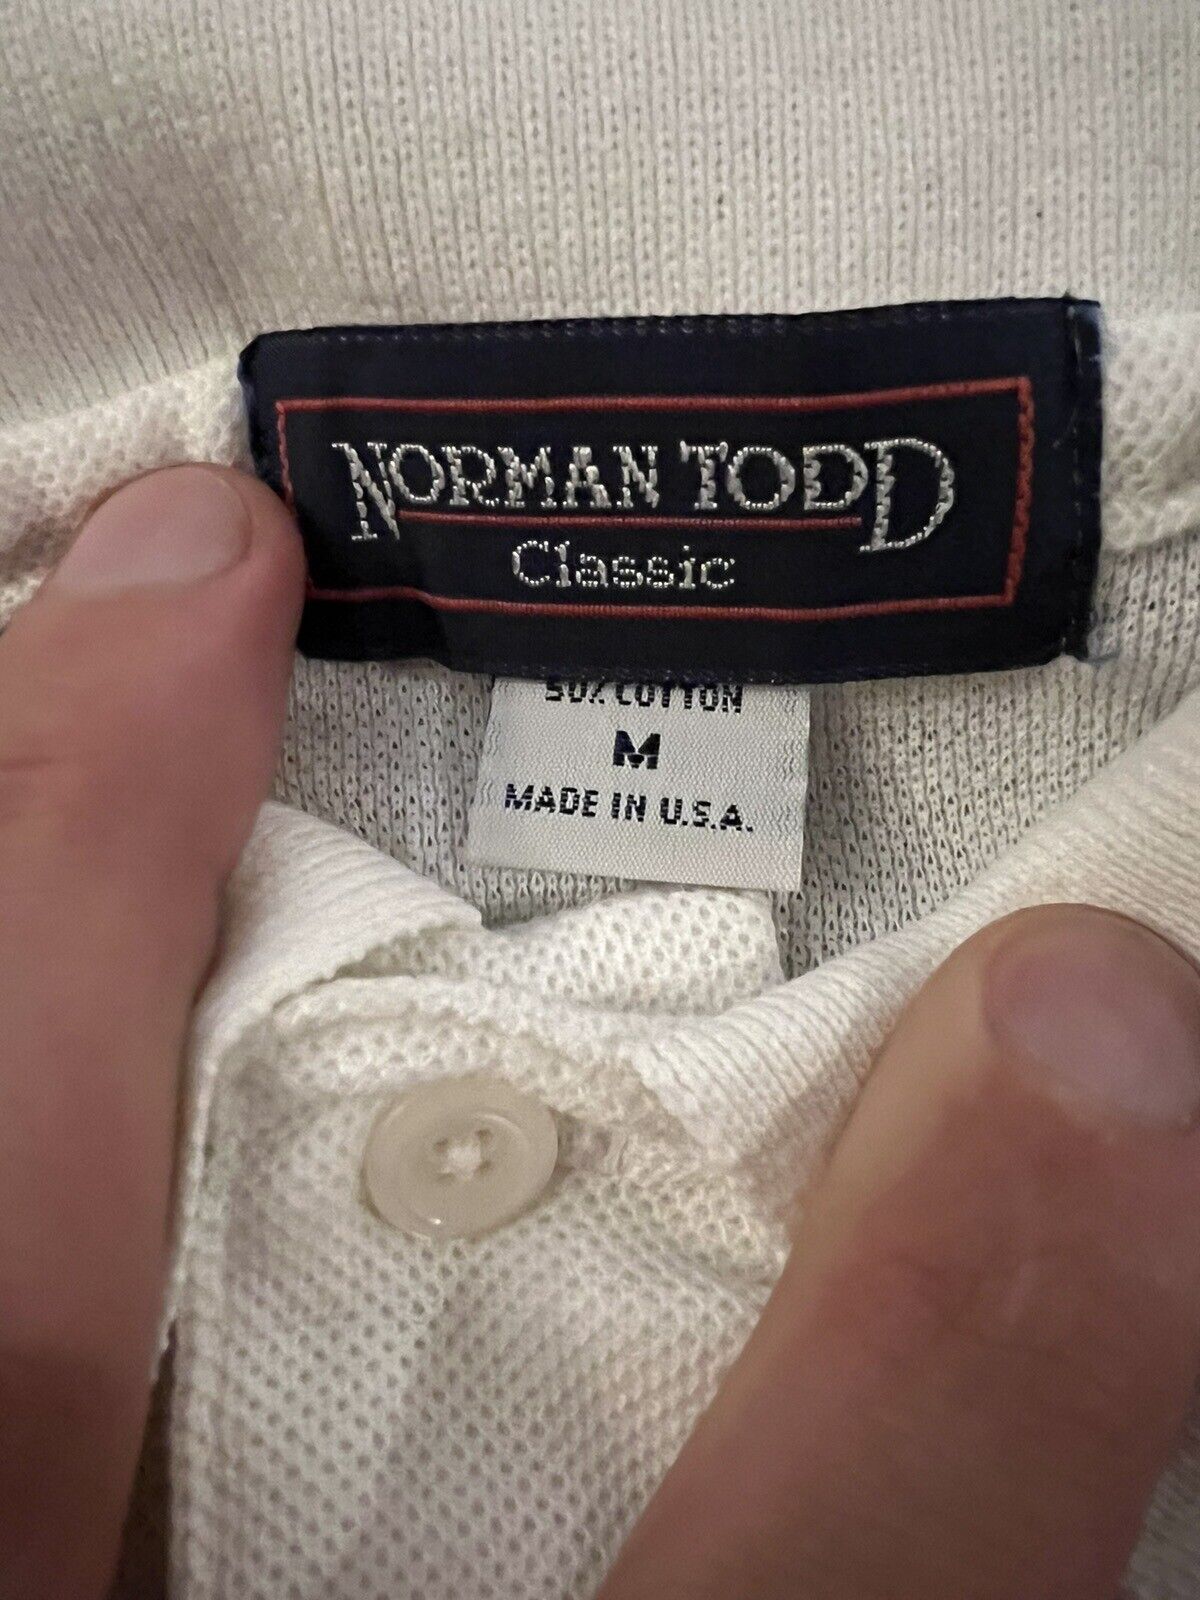 NORMAN TODD
Classic
50% COTTON
M
MADE IN U.S.A.